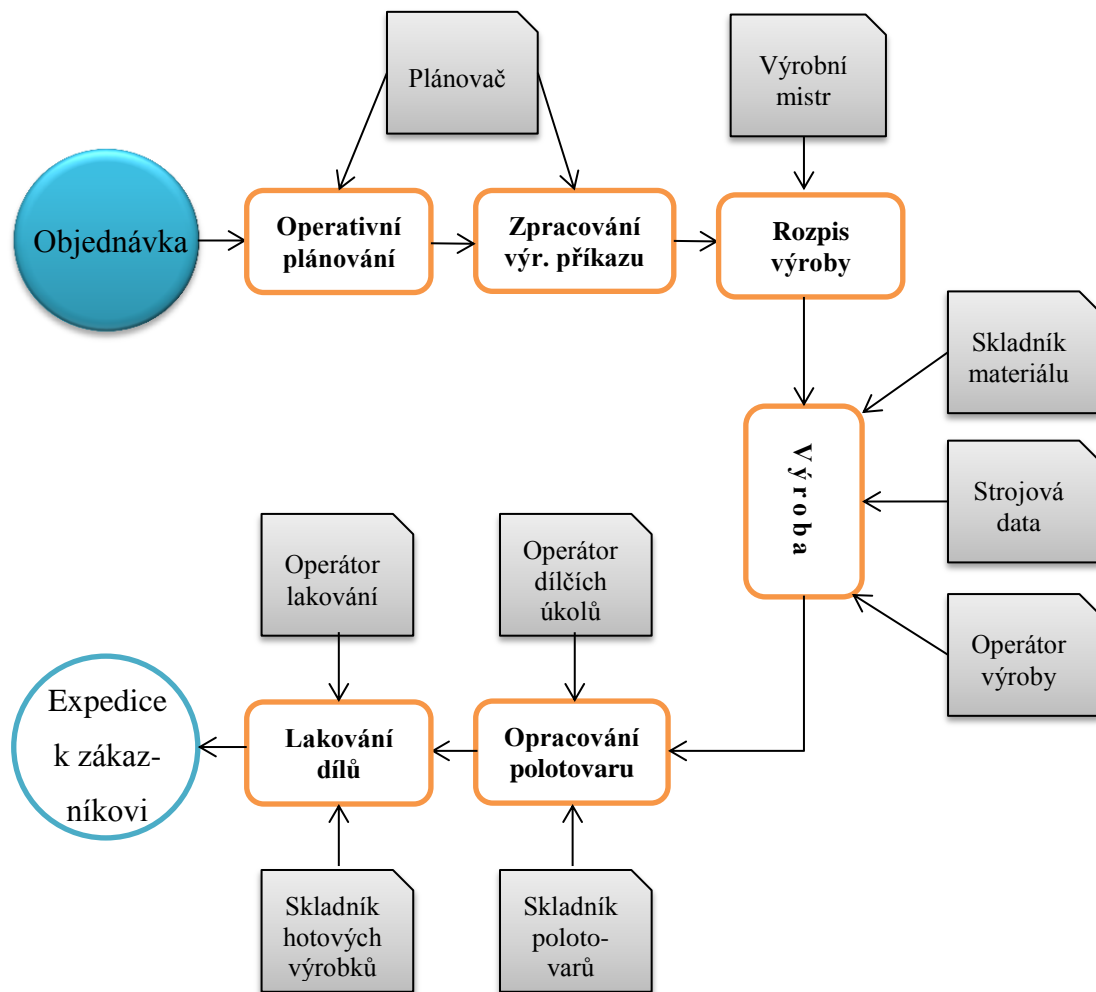 Plánovač
Výrobní
mistr
Objednávka
Operativní
plánování
Zpracování
výr. příkazu
Rozpis
výroby
Skladník
materiálu
Výroba
Strojová
data
Operátor
výroby
Operátor
lakování
Operátor
dílčích
úkolů
Expedice
k zákaz-
níkovi
Lakování
dílů
Opracování
polotovaru
Skladník
hotových
výrobků
Skladník
poloto-
varů